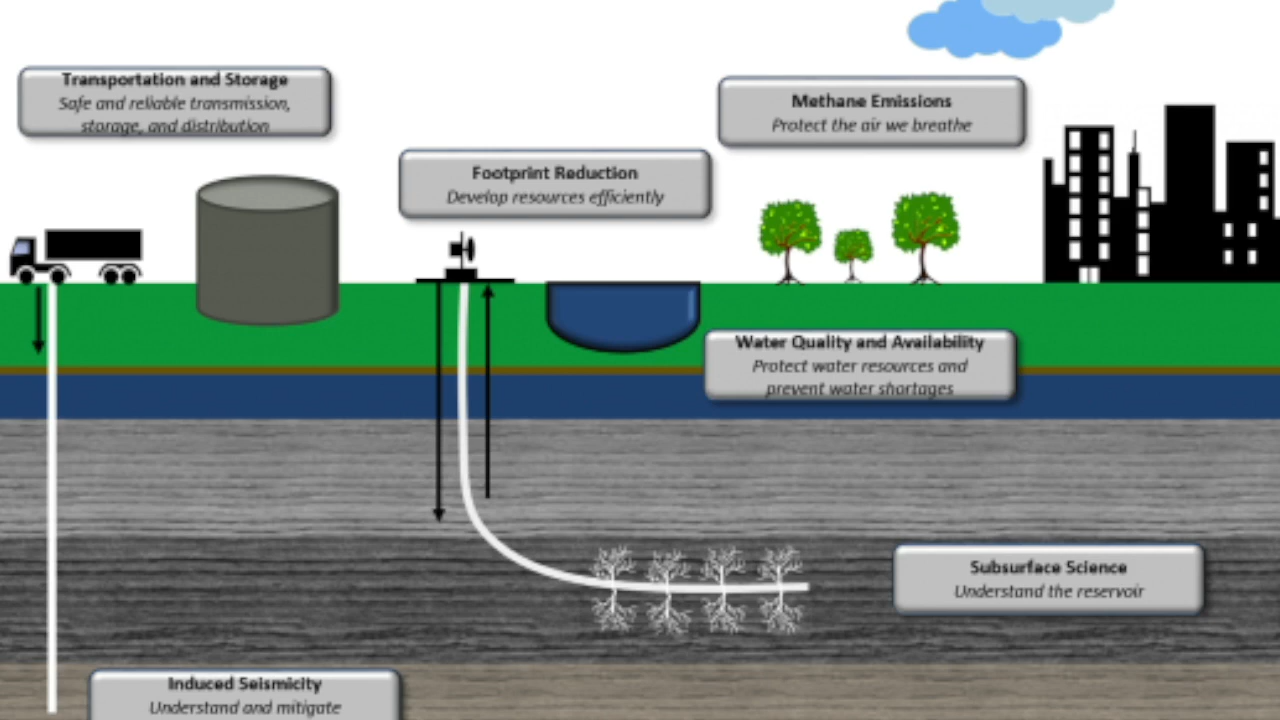 Transportation and Storage
Safe and reliable transmission,
storage, and distribution
Methane Emissions
Protect the air we breathe
Footprint Reduction
Develop resources efficiently
Water Quality and Availability
Protect water resources and
prevent water shortages
Subsurface Science
Understand the reservoir
Induced Seismicity
Understand and mitigate